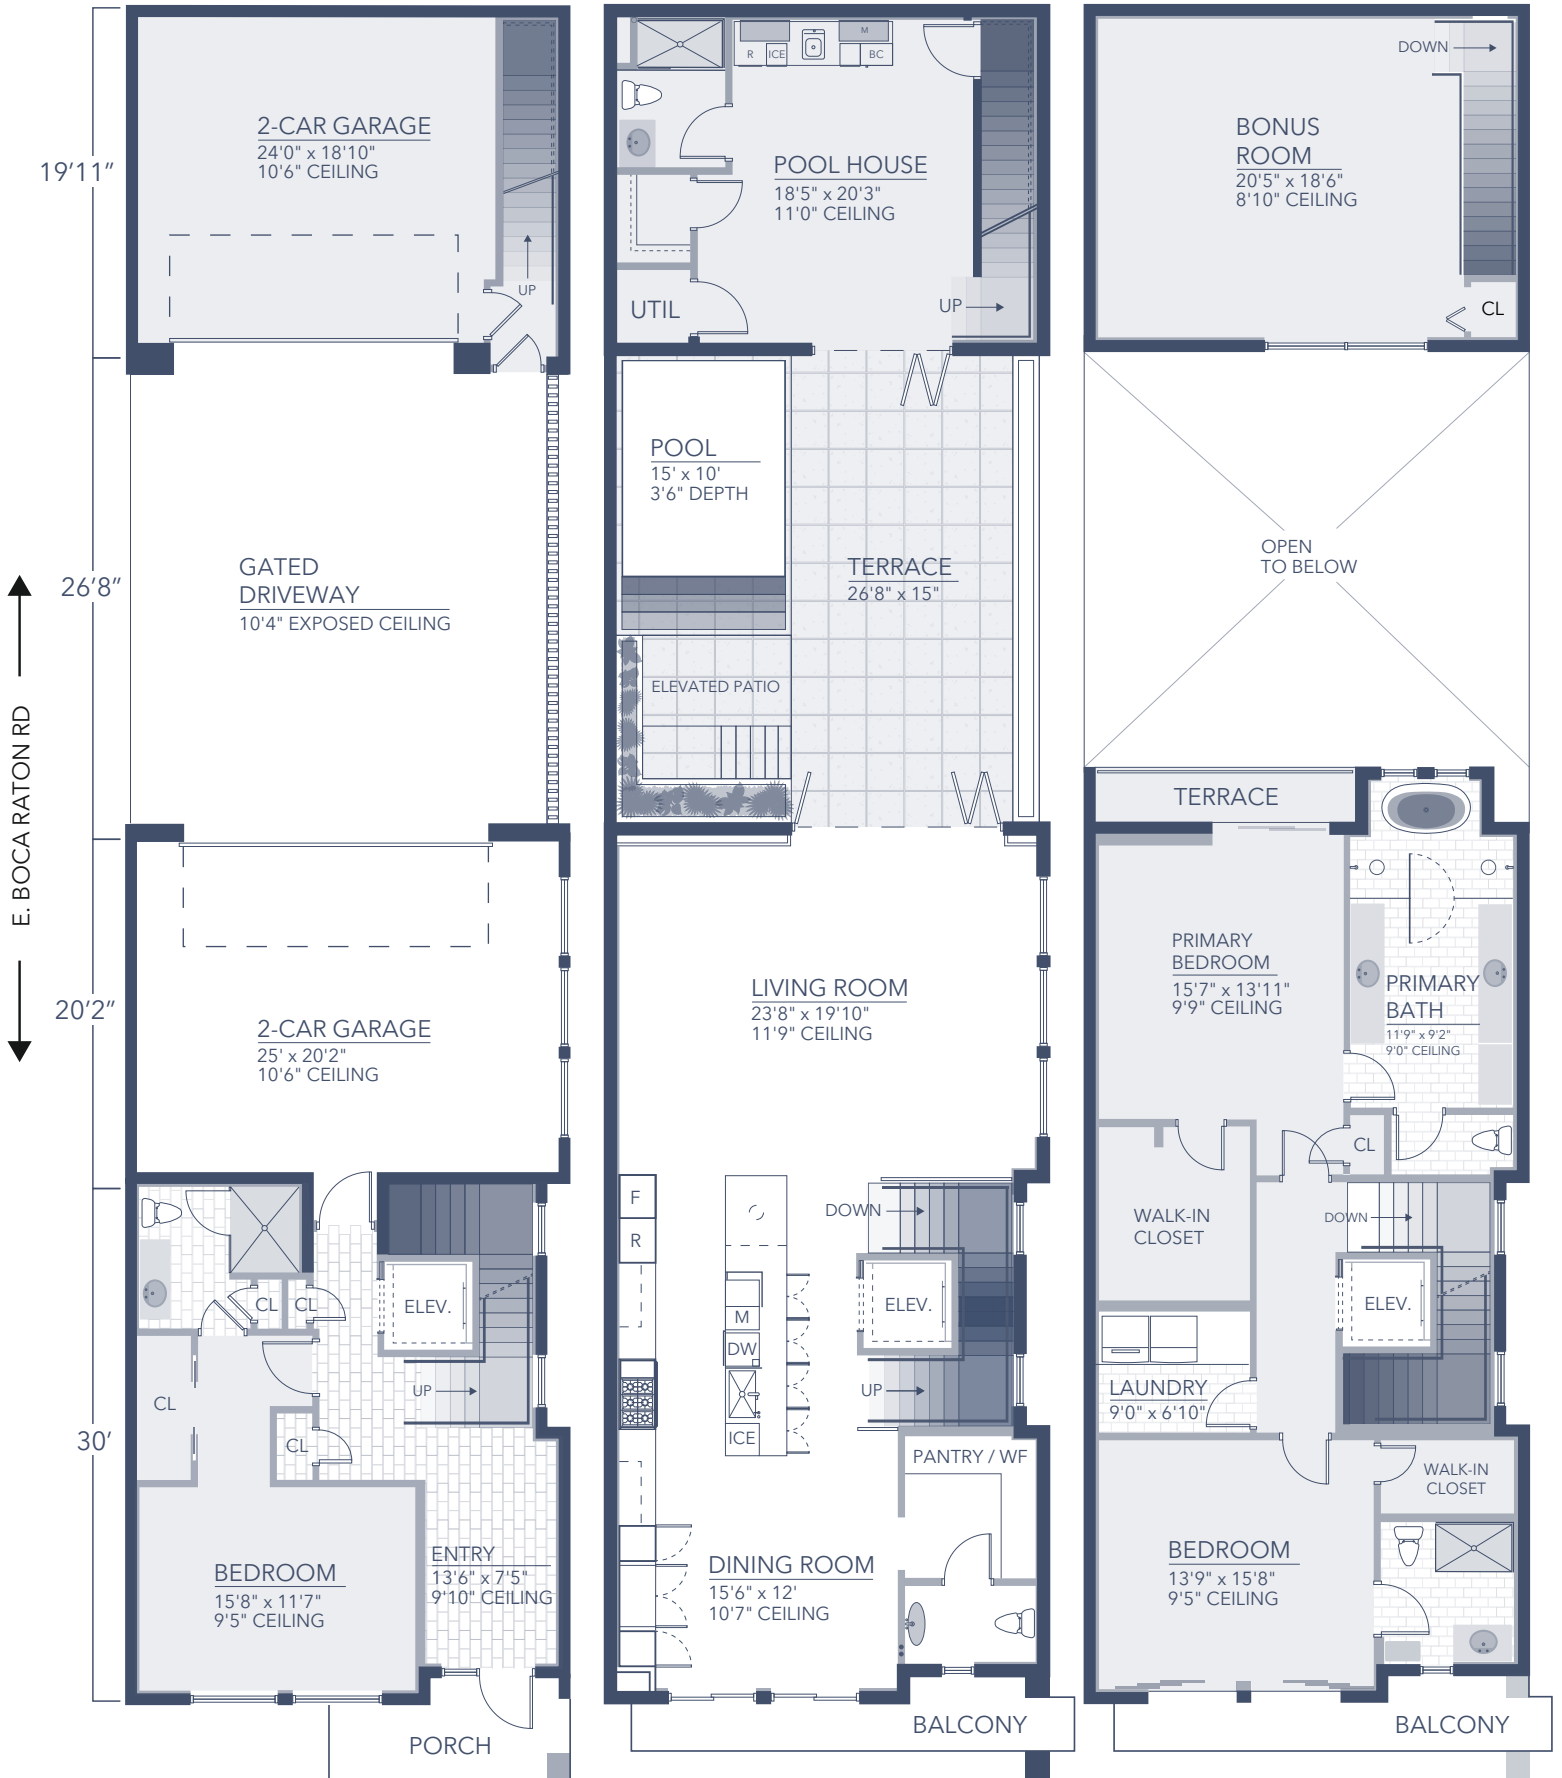 19'11"
26'8"
20'2"
30'
E. BOCA RATON RD
2-CAR GARAGE
24'0" x 18'10"
10'6" CEILING
UP
GATED
DRIVEWAY
10'4" EXPOSED CEILING
2-CAR GARAGE
25' x 20'2"
10'6" CEILING
CL
CL
ELEV.
UP
CL
CL
BEDROOM
15'8" x 11'7"
9'5" CEILING
ENTRY
13'6" x 7'5"
9'10" CEILING
PORCH
R
ICE
M
BC
POOL HOUSE
18'5" x 20'3"
11'0" CEILING
UTIL
UP
POOL
15' x 10'
3'6" DEPTH
TERRACE
26'8" x 15"
ELEVATED PATIO
LIVING ROOM
23'8" x 19'10"
11'9" CEILING
F
R
DOWN
M
DW
ICE
ELEV.
UP
PANTRY / WF
DINING ROOM
15'6" x 12'
10'7" CEILING
BALCONY
DOWN
BONUS
ROOM
20'5" x 18'6"
8'10" CEILING
CL
OPEN
TO BELOW
TERRACE
PRIMARY
BEDROOM
15'7" x 13'11"
9'9" CEILING
PRIMARY
BATH
11'9" x 9'2"
9'0" CEILING
CL
WALK-IN
CLOSET
DOWN
ELEV.
LAUNDRY
9'0" x 6'10"
WALK-IN
CLOSET
BEDROOM
13'9" x 15'8"
9'5" CEILING
BALCONY